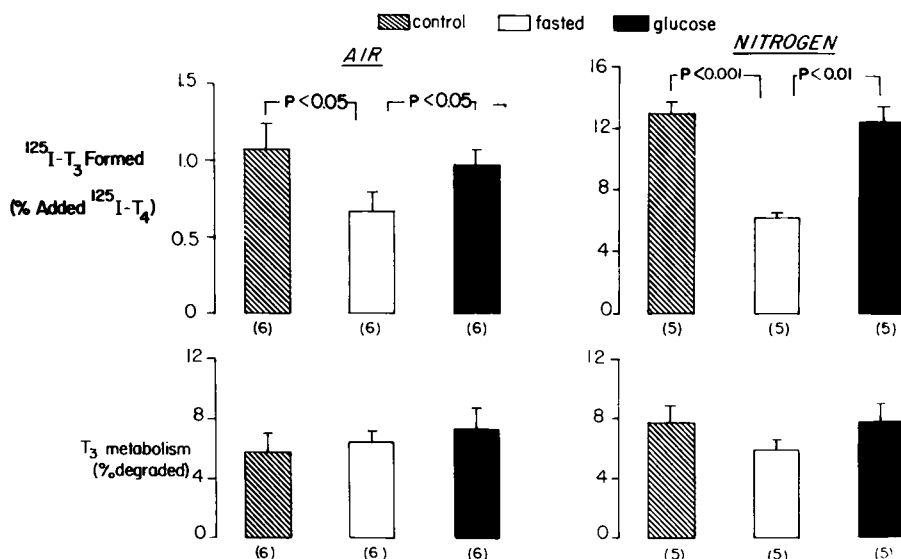 control fasted glucose
AIR
NITROGEN
1.5
1.0
0.5
0
¹²⁵I-T₃ Formed
(% Added ¹²⁵I-T₄)
P<0.05 P<0.05
(6) (6) (6)
16
12
8
4
0
P<0.001 P<0.01
(5) (5) (5)
12
8
4
0
T₃ metabolism
(% degraded)
(6) (6) (6)
12
8
4
0
(5) (5) (5)